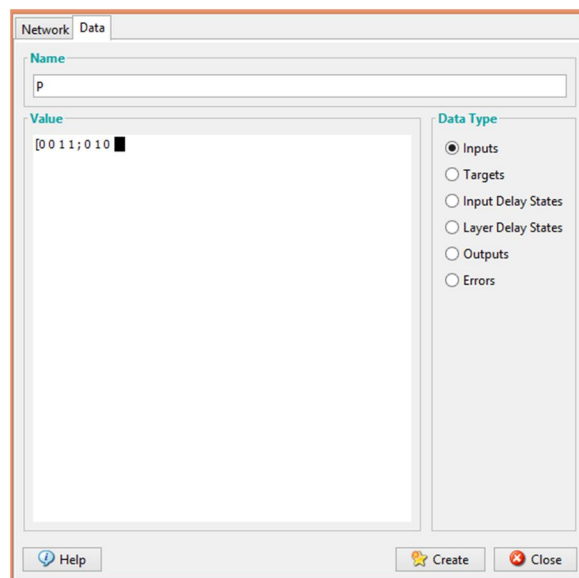 Network Data
Name
p
Value
[0 0 1 1 ; 0 1 0
Data Type
Inputs
Targets
Input Delay States
Layer Delay States
Outputs
Errors
Help
Create
Close